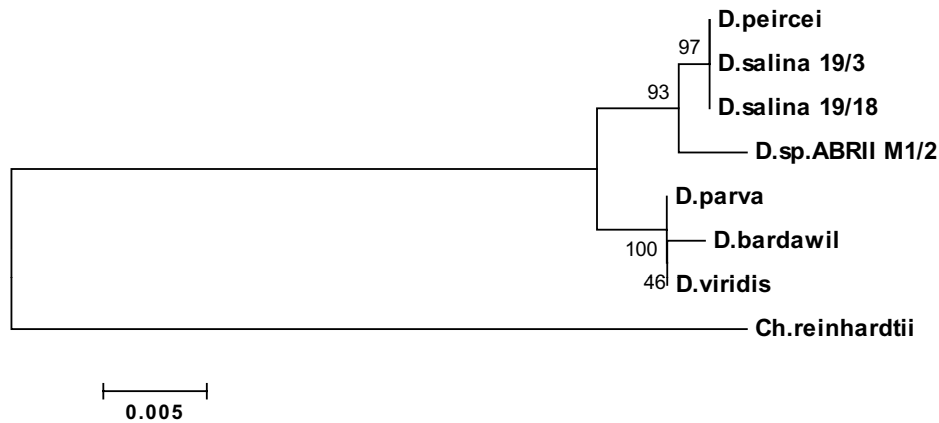 D.peircei
97
D.salina 19/3
93
D.salina 19/18
D.sp.ABRII M1/2
D.parva
D.bardawil
100
46
D.viridis
Ch.reinhardtii
0.005